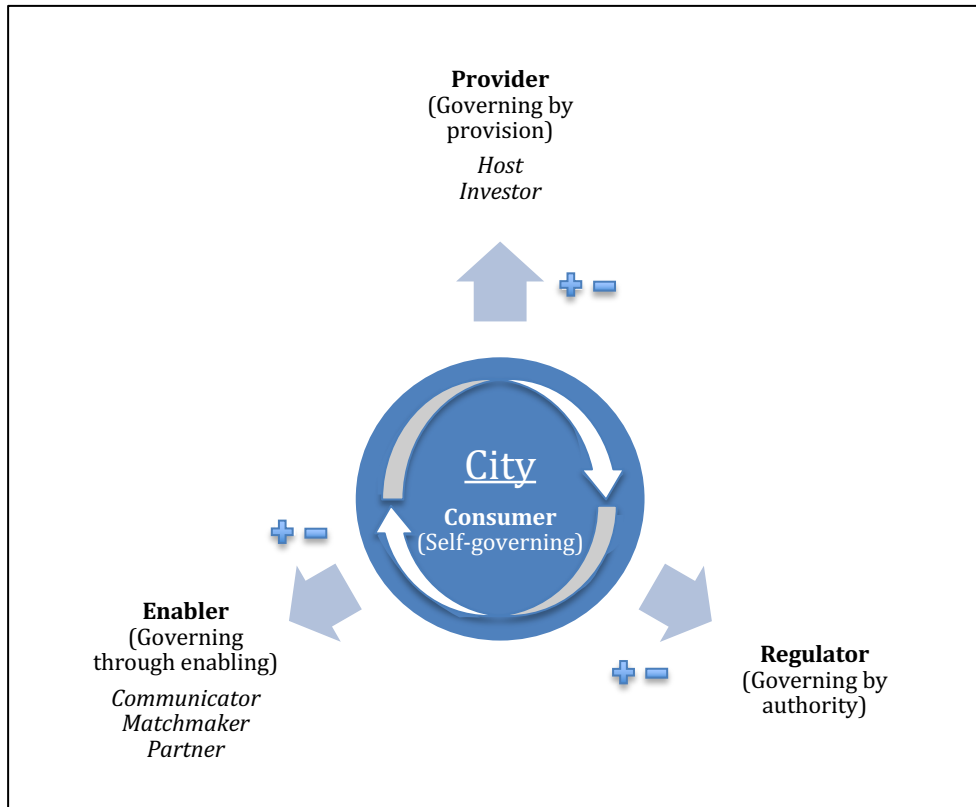 Provider
(Governing by
provision)
Host
Investor
City
Consumer
(Self-governing)
Enabler
(Governing
through enabling)
Communicator
Matchmaker
Partner
Regulator
(Governing by
authority)